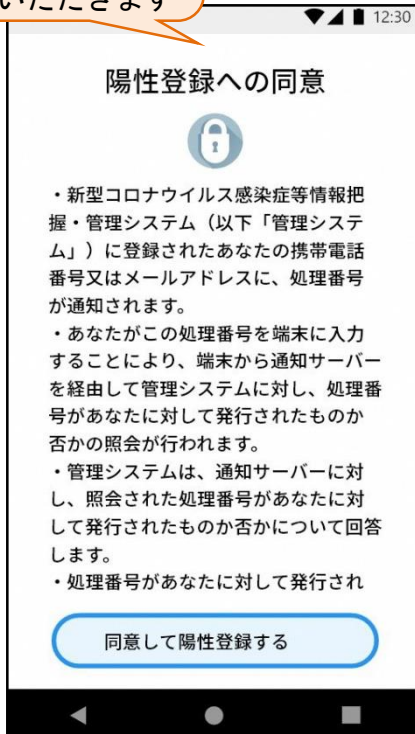 いただきます
12:30
陽性登録への同意
・新型コロナウイルス感染症等情報把
握・管理システム（以下「管理システ
ム」）に登録されたあなたの携帯電話
番号又はメールアドレスに、処理番号
が通知されます。
・あなたがこの処理番号を端末に入力
することにより、端末から通知サーバー
を経由して管理システムに対し、処理番
号があなたに対して発行されたものか
否かの照会が行われます。
・管理システムは、通知サーバーに対
し、照会された処理番号があなたに対
して発行されたものか否かについて回答
します。
・処理番号があなたに対して発行され
同意して陽性登録する